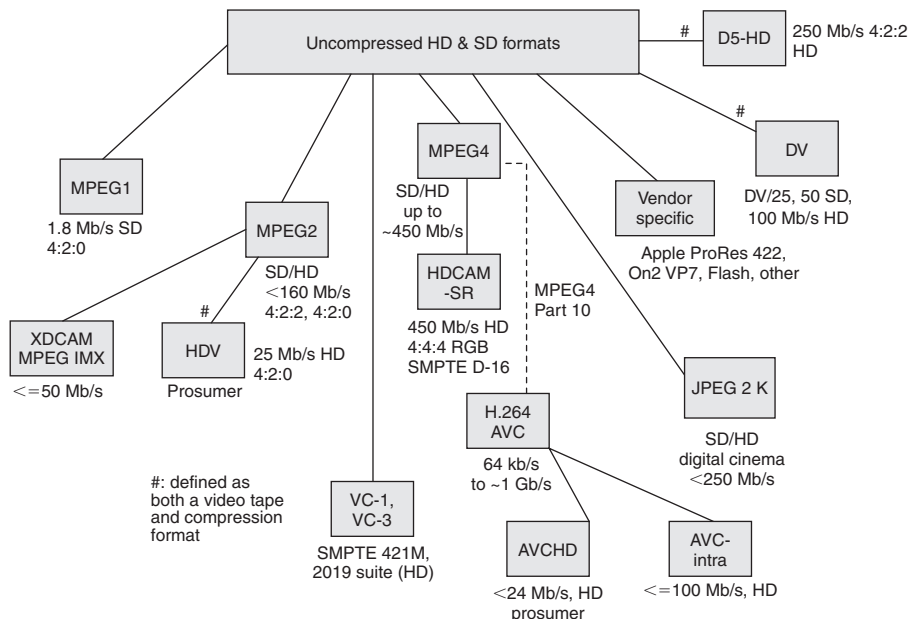 Uncompressed HD & SD formats
#
D5-HD
250 Mb/s 4:2:2
HD
#
DV
DV/25, 50 SD,
100 Mb/s HD
MPEG1
1.8 Mb/s SD
4:2:0
MPEG2
SD/HD
<160 Mb/s
4:2:2, 4:2:0
MPEG4
SD/HD
up to
~450 Mb/s
Vendor
specific
Apple ProRes 422,
On2 VP7, Flash, other
HDCAM
-SR
450 Mb/s HD
4:4:4 RGB
SMPTE D-16
MPEG4
Part 10
XDCAM
MPEG IMX
<=50 Mb/s
#
HDV
25 Mb/s HD
4:2:0
Prosumer
JPEG 2 K
SD/HD
digital cinema
<250 Mb/s
H.264
AVC
64 kb/s
to ~1 Gb/s
#: defined as
both a video tape
and compression
format
VC-1,
VC-3
SMPTE 421M,
2019 suite (HD)
AVCHD
<24 Mb/s, HD
prosumer
AVC-
intra
<=100 Mb/s, HD